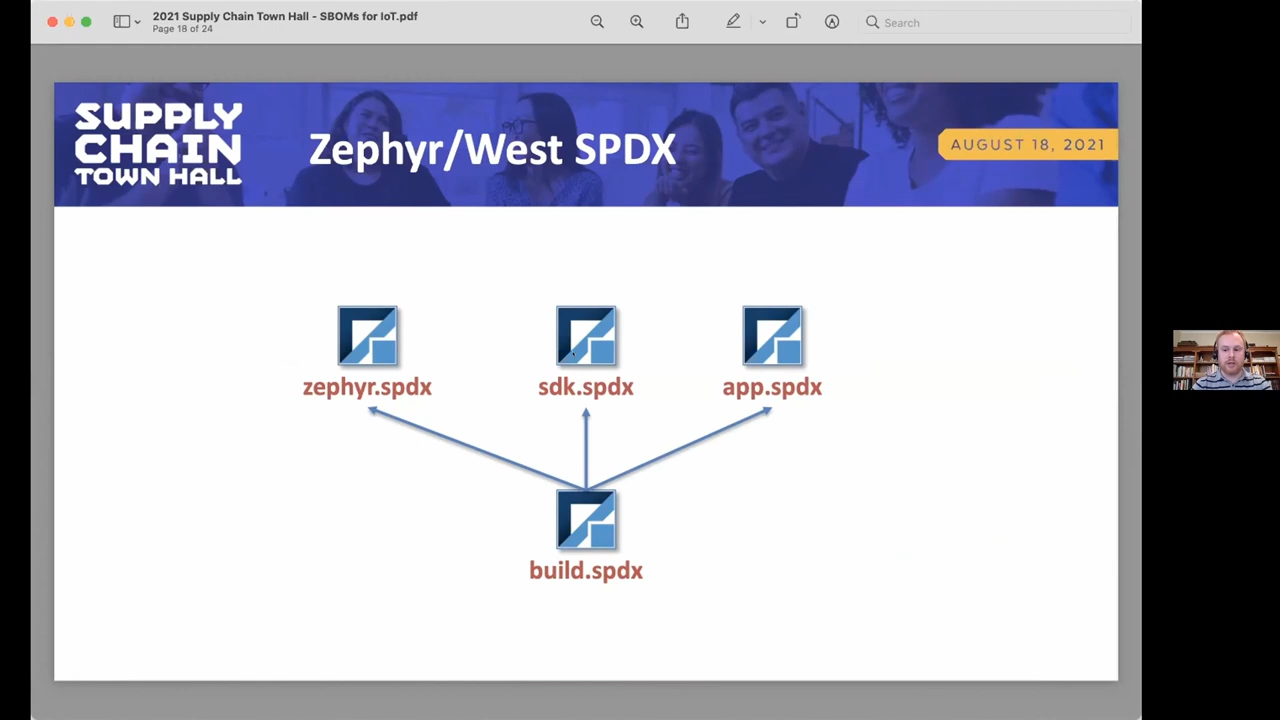 2021 Supply Chain Town Hall - SBOMs for IoT.pdf
Page 18 of 24
Search
SUPPLY
CHAIN
TOWN HALL
Zephyr/West SPDX
AUGUST 18, 2021
zephyr.spdx
sdk.spdx
app.spdx
build.spdx